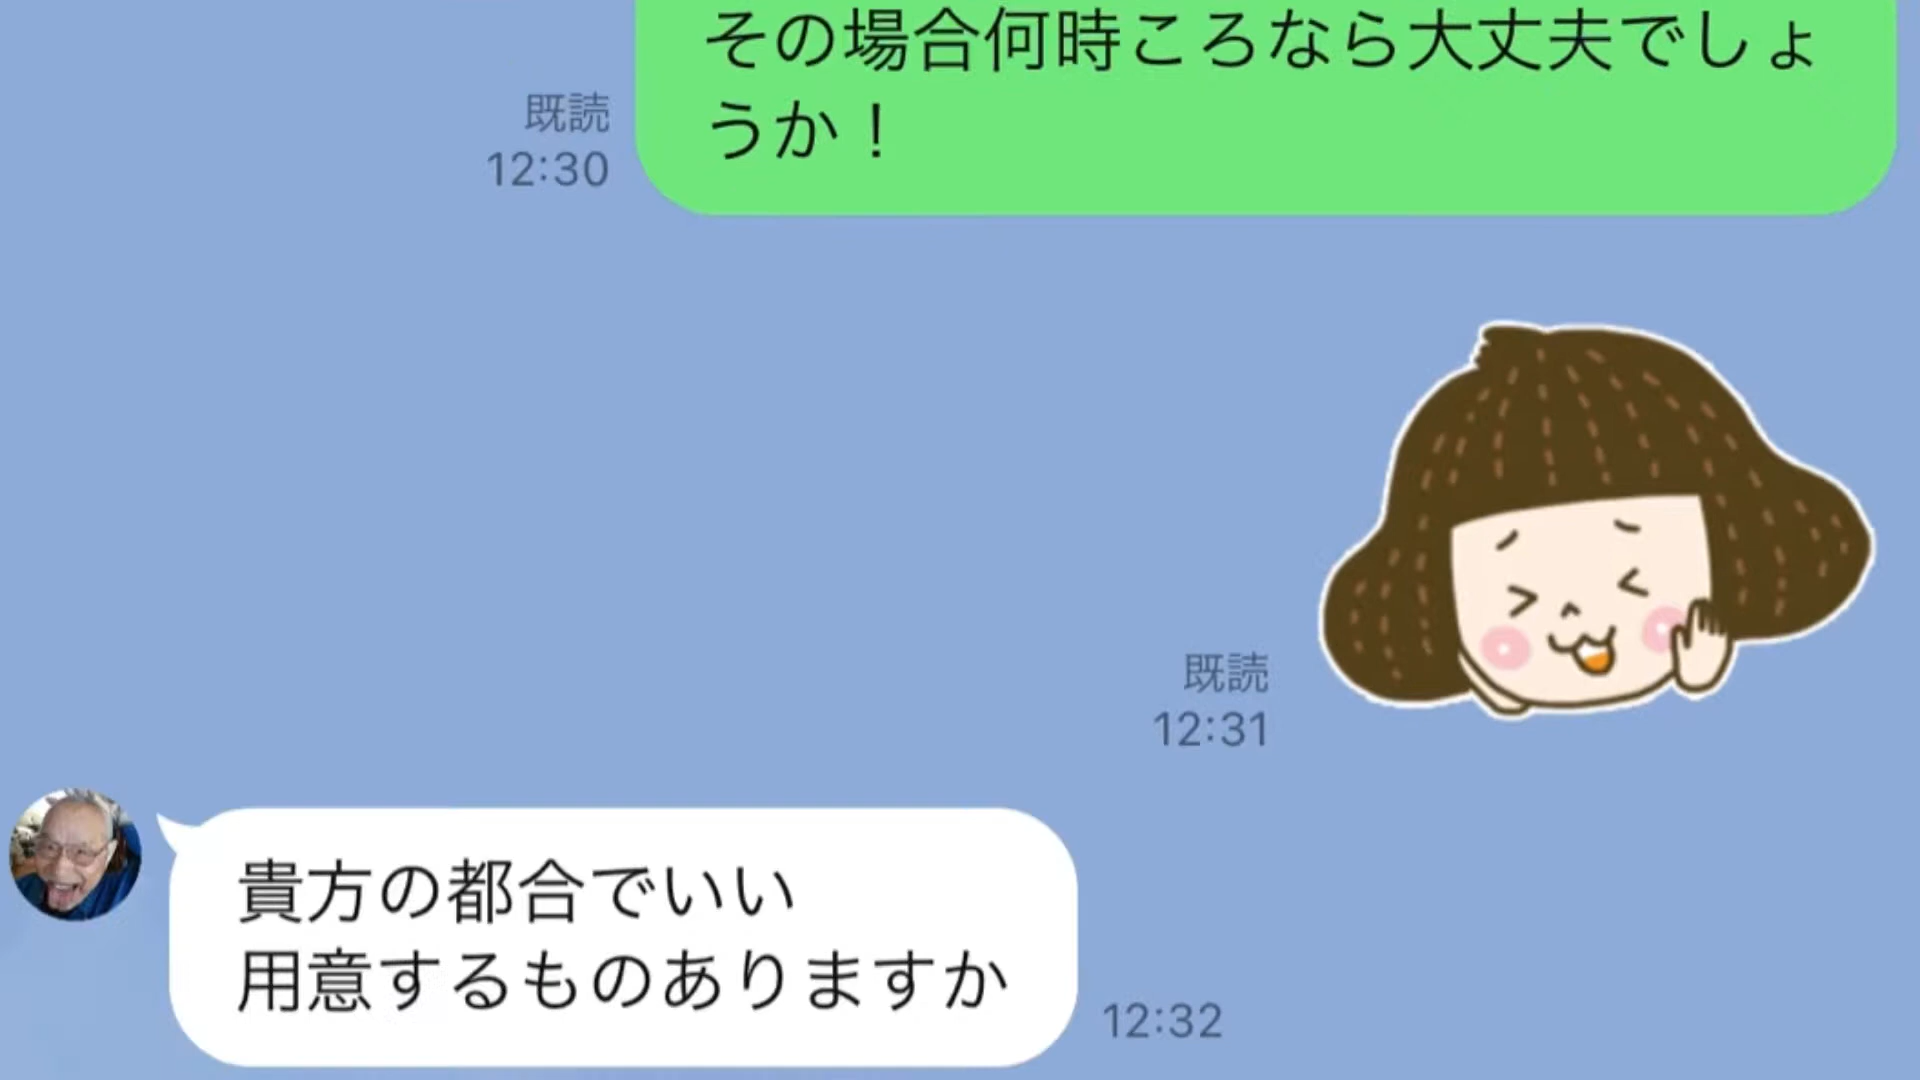 その場合何時ころなら大丈夫でしょ
うか！
既読
12:30
既読
12:31
貴方の都合でいい
用意するものありますか
12:32